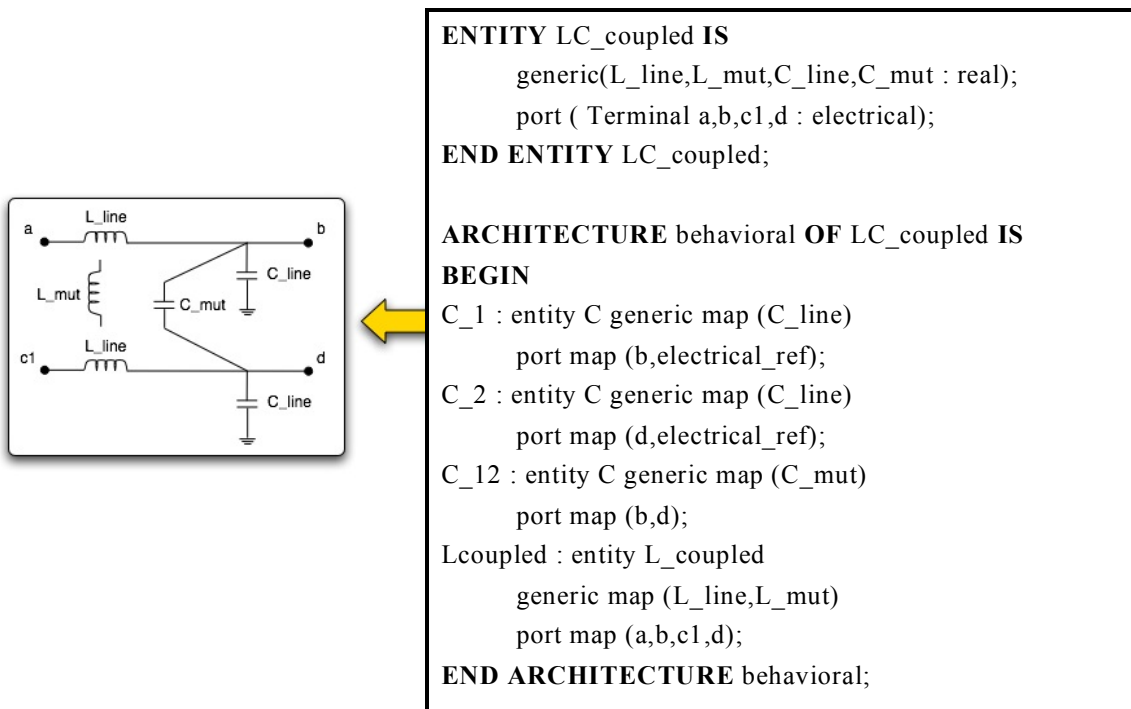 a
L_line
b
C_line
L_mut
C_mut
L_line
c1
d
C_line
ENTITY LC_coupled IS
generic(L_line,L_mut,C_line,C_mut : real);
port ( Terminal a,b,c1,d : electrical);
END ENTITY LC_coupled;
ARCHITECTURE behavioral OF LC_coupled IS
BEGIN
C_1 : entity C generic map (C_line)
port map (b,electrical_ref);
C_2 : entity C generic map (C_line)
port map (d,electrical_ref);
C_12 : entity C generic map (C_mut)
port map (b,d);
Lcoupled : entity L_coupled
generic map (L_line,L_mut)
port map (a,b,c1,d);
END ARCHITECTURE behavioral;